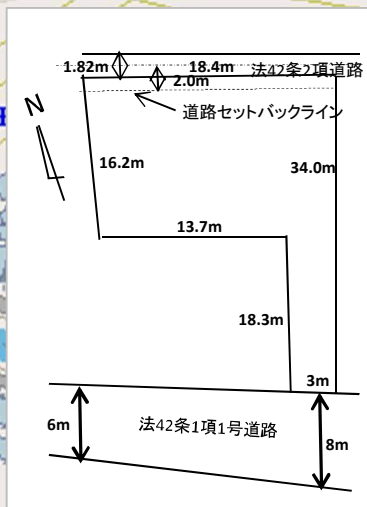 1.82m
18.4m
法42条2項道路
2.0m
道路セットバックライン
N
16.2m
34.0m
13.7m
18.3m
3m
6m
法42条1項1号道路
8m